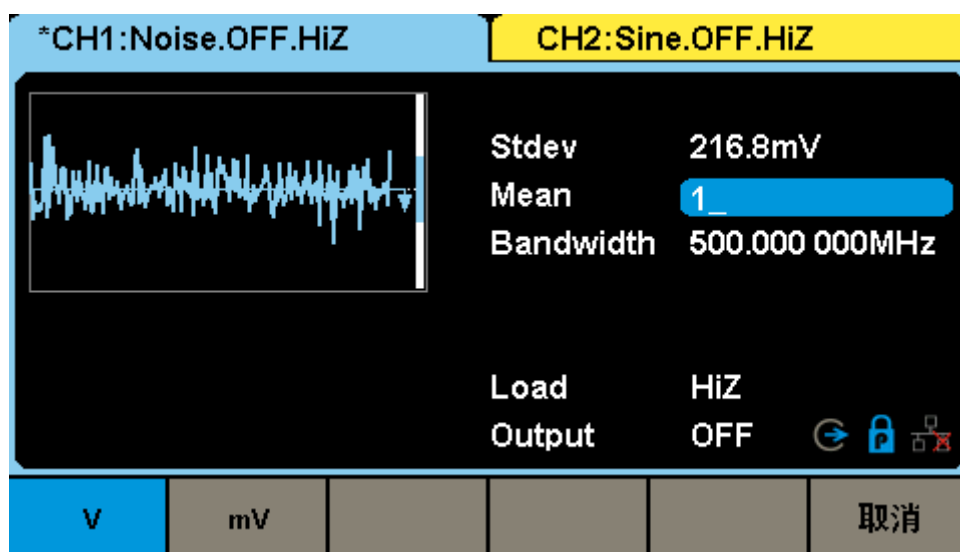 *CH1:Noise.OFF.HiZ CH2:Sine.OFF.HiZ
Stdev 216.8mV
Mean 1_
Bandwidth 500.000 000MHz
Load HiZ
Output OFF
V mV 取消